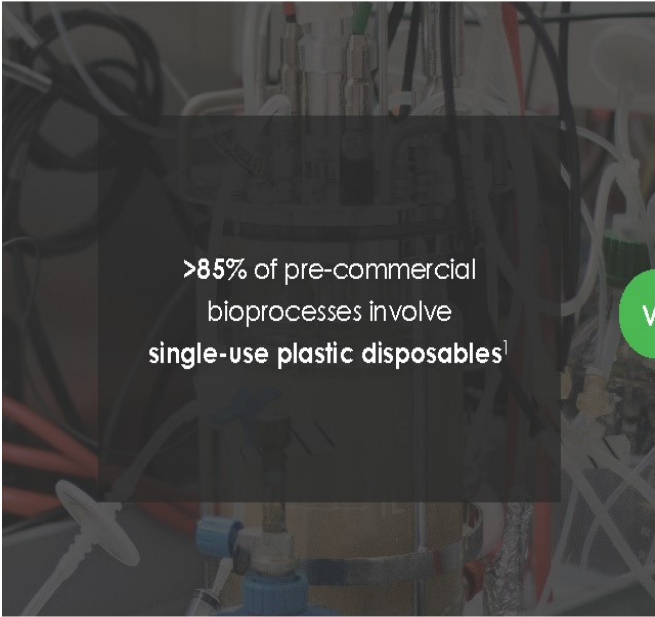 >85% of pre-commercial
bioprocesses involve
single-use plastic disposables¹
V